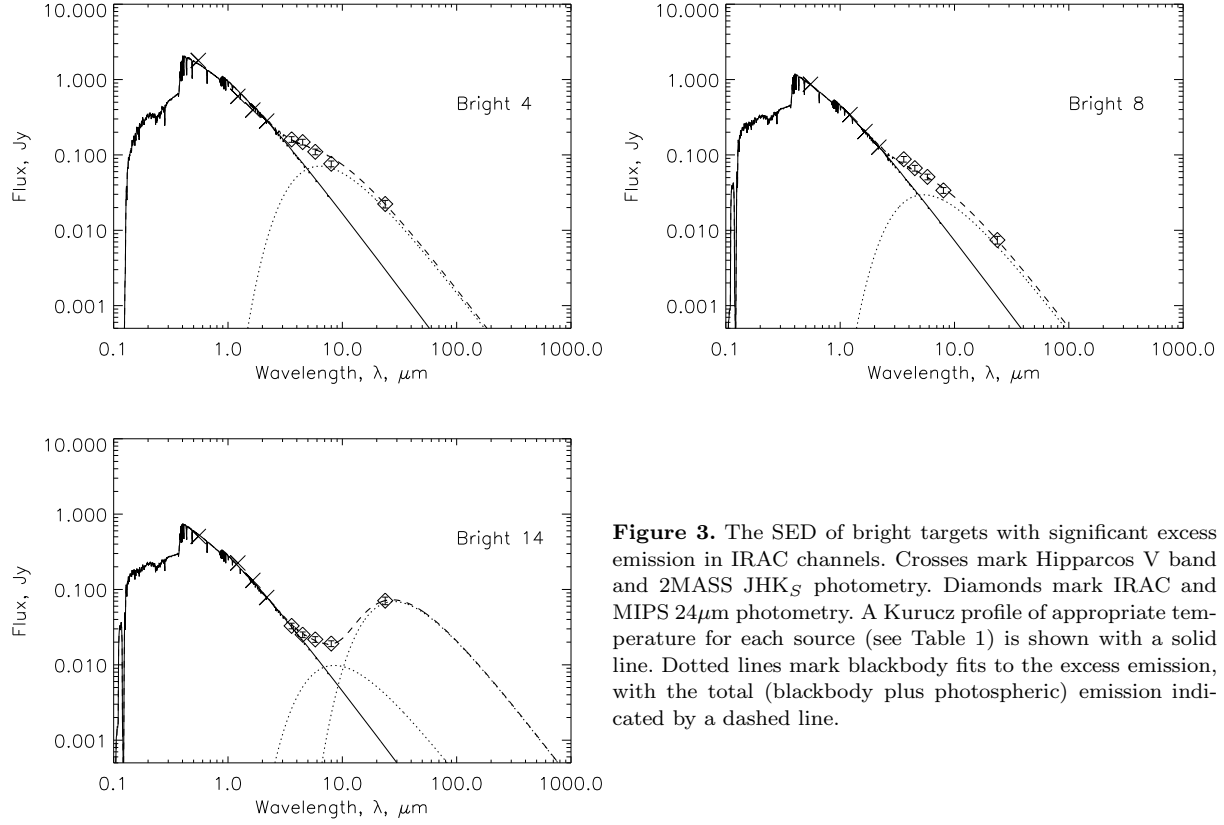 10.000
1.000
0.100
0.010
0.001
Flux, Jy
Bright 4
0.1 1.0 10.0 100.0 1000.0
Wavelength, λ, μm
10.000
1.000
0.100
0.010
0.001
Flux, Jy
Bright 8
0.1 1.0 10.0 100.0 1000.0
Wavelength, λ, μm
10.000
1.000
0.100
0.010
0.001
Flux, Jy
Bright 14
0.1 1.0 10.0 100.0 1000.0
Wavelength, λ, μm
Figure 3. The SED of bright targets with significant excess
emission in IRAC channels. Crosses mark Hipparcos V band
and 2MASS JHK_S photometry. Diamonds mark IRAC and
MIPS 24μm photometry. A Kurucz profile of appropriate tem-
perature for each source (see Table 1) is shown with a solid
line. Dotted lines mark blackbody fits to the excess emission,
with the total (blackbody plus photospheric) emission indi-
cated by a dashed line.